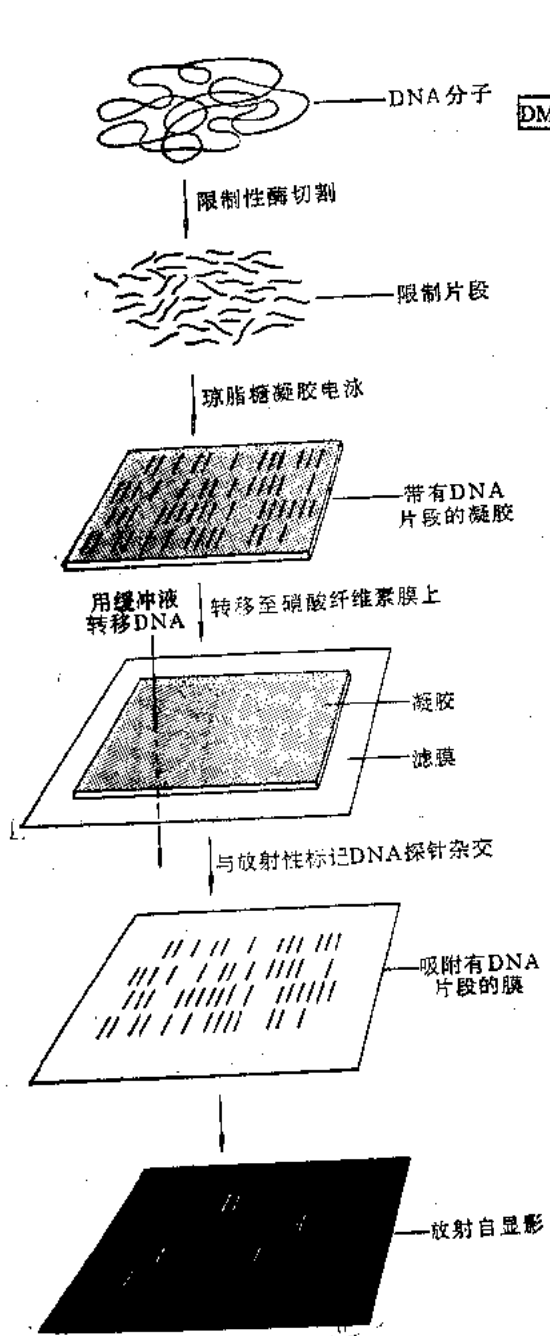 DNA分子
DM
限制性酶切割
限制片段
琼脂糖凝胶电泳
带有DNA
片段的凝胶
用缓冲液
转移DNA
转移至硝酸纤维素膜上
凝胶
滤膜
与放射性标记DNA探针杂交
吸附有DNA
片段的膜
放射自显影